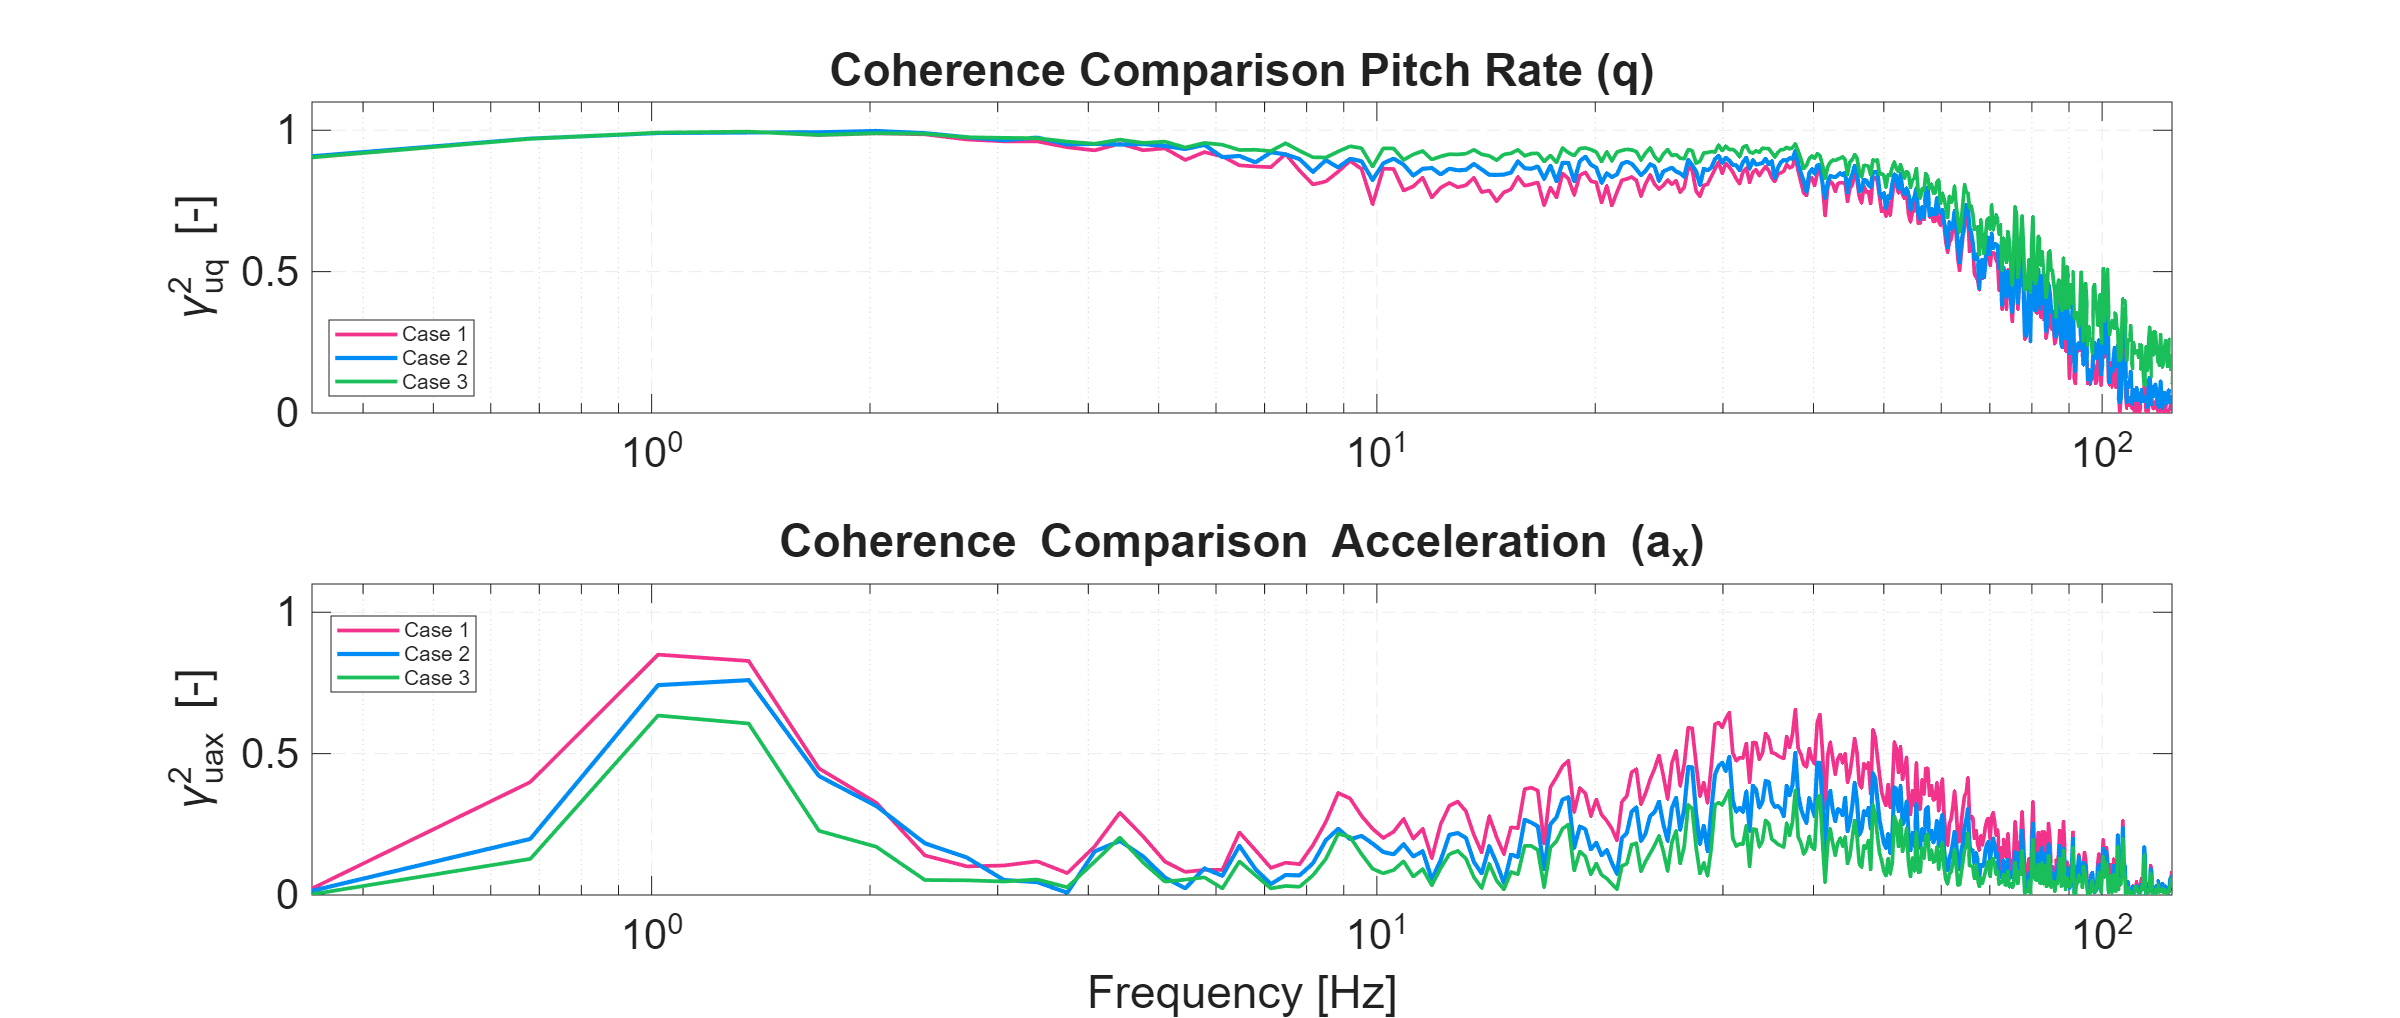 Coherence Comparison Pitch Rate (q)
γ²uq [-]
1
0.5
0
Case 1
Case 2
Case 3
10⁰
10¹
10²
Coherence Comparison Acceleration (aₓ)
γ²uax [-]
1
0.5
0
Case 1
Case 2
Case 3
10⁰
10¹
10²
Frequency [Hz]